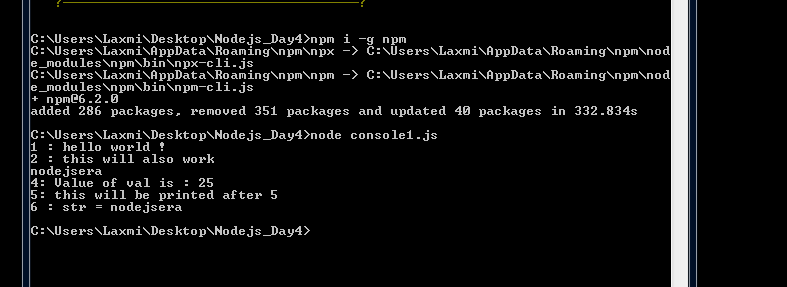 ?―――――――――――――――――――――――――――――――――――――?
C:\Users\Laxmi\Desktop\Nodejs_Day4>npm i -g npm
C:\Users\Laxmi\AppData\Roaming\npm\npx -> C:\Users\Laxmi\AppData\Roaming\npm\nod
e_modules\npm\bin\npx-cli.js
C:\Users\Laxmi\AppData\Roaming\npm\npm -> C:\Users\Laxmi\AppData\Roaming\npm\nod
e_modules\npm\bin\npm-cli.js
+ npm@6.2.0
added 286 packages, removed 351 packages and updated 40 packages in 332.834s
C:\Users\Laxmi\Desktop\Nodejs_Day4>node console1.js
1 : hello world !
2 : this will also work
nodejsera
4: Value of val is : 25
5: this will be printed after 5
6 : str = nodejsera
C:\Users\Laxmi\Desktop\Nodejs_Day4>